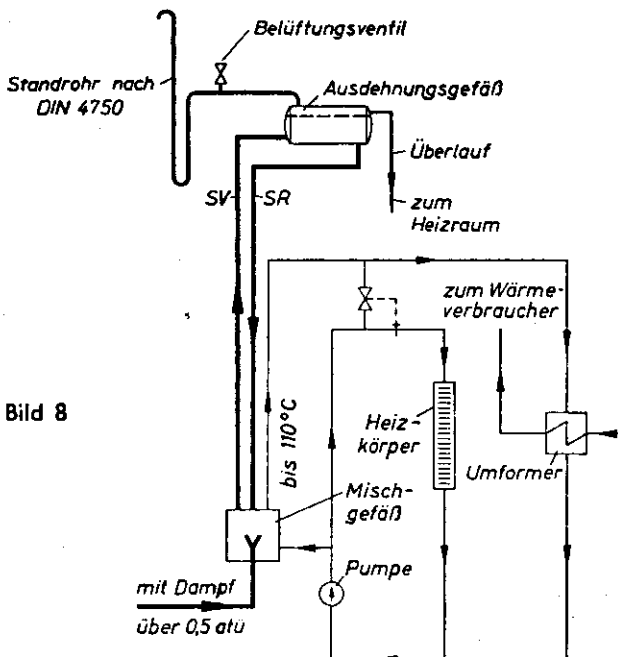 Belüftungsventil
Standrohr nach
DIN 4750
Ausdehnungsgefäß
Überlauf
SV
SR
zum
Heizraum
zum Wärme-
verbraucher
Bild 8
bis 110°C
Heiz-
körper
Umformer
Misch-
gefäß
Pumpe
mit Dampf
über 0,5 atü